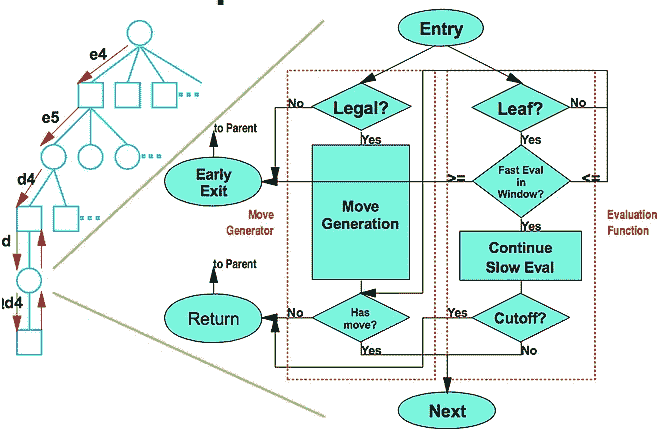 e4
e5
d4
d
d4
Entry
Legal?
Leaf?
No
No
Yes
Yes
to Parent
Early
Exit
>=
Fast Eval
in
Window?
<=
Move
Generator
Move
Generation
Evaluation
Function
Yes
Continue
Slow Eval
to Parent
Return
No
Has
move?
Yes
Cutoff?
Yes
No
Next